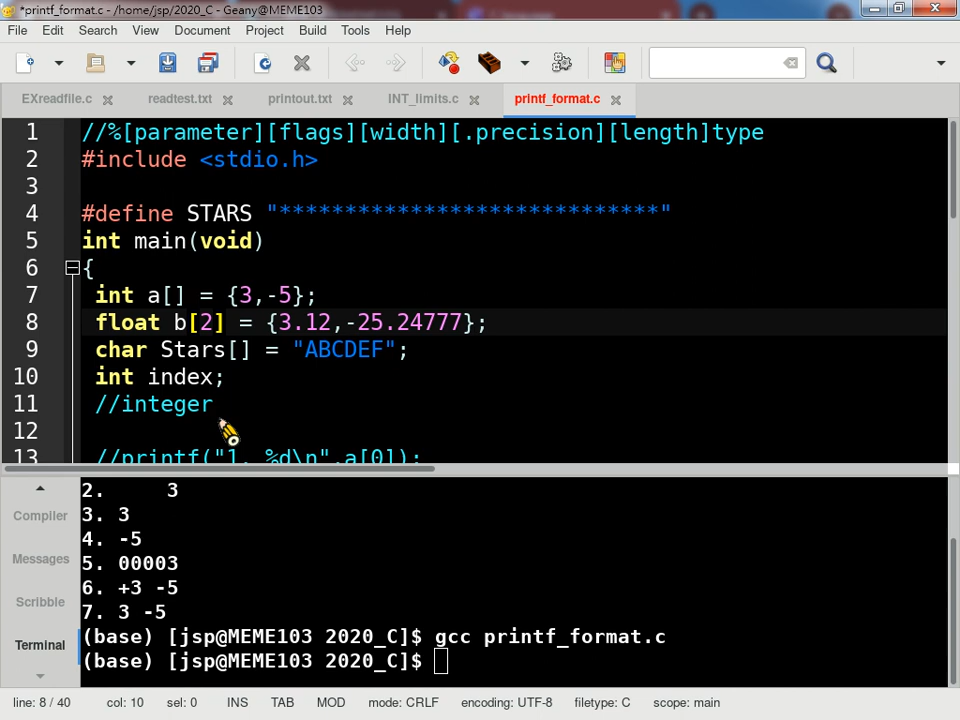 *printf_format.c - /home/jsp/2020_C - Geany@MEME103
File Edit Search View Document Project Build Tools Help
EXreadfile.c readtest.txt printout.txt INT_limits.c printf_format.c
1 //%[parameter][flags][width][.precision][length]type
2 #include <stdio.h>
3
4 #define STARS "*****************************"
5 int main(void)
6 {
7 int a[] = {3,-5};
8 float b[2] = {3.12,-25.24777};
9 char Stars[] = "ABCDEF";
10 int index;
11 //integer
12
13 //printf("1. %d\n",a[0]);
Compiler
Messages
Scribble
Terminal
2.     3
3. 3
4. -5
5. 00003
6. +3 -5
7. 3 -5
(base) [jsp@MEME103 2020_C]$ gcc printf_format.c
(base) [jsp@MEME103 2020_C]$
line: 8 / 40 col: 10 sel: 0 INS TAB MOD mode: CRLF encoding: UTF-8 filetype: C scope: main